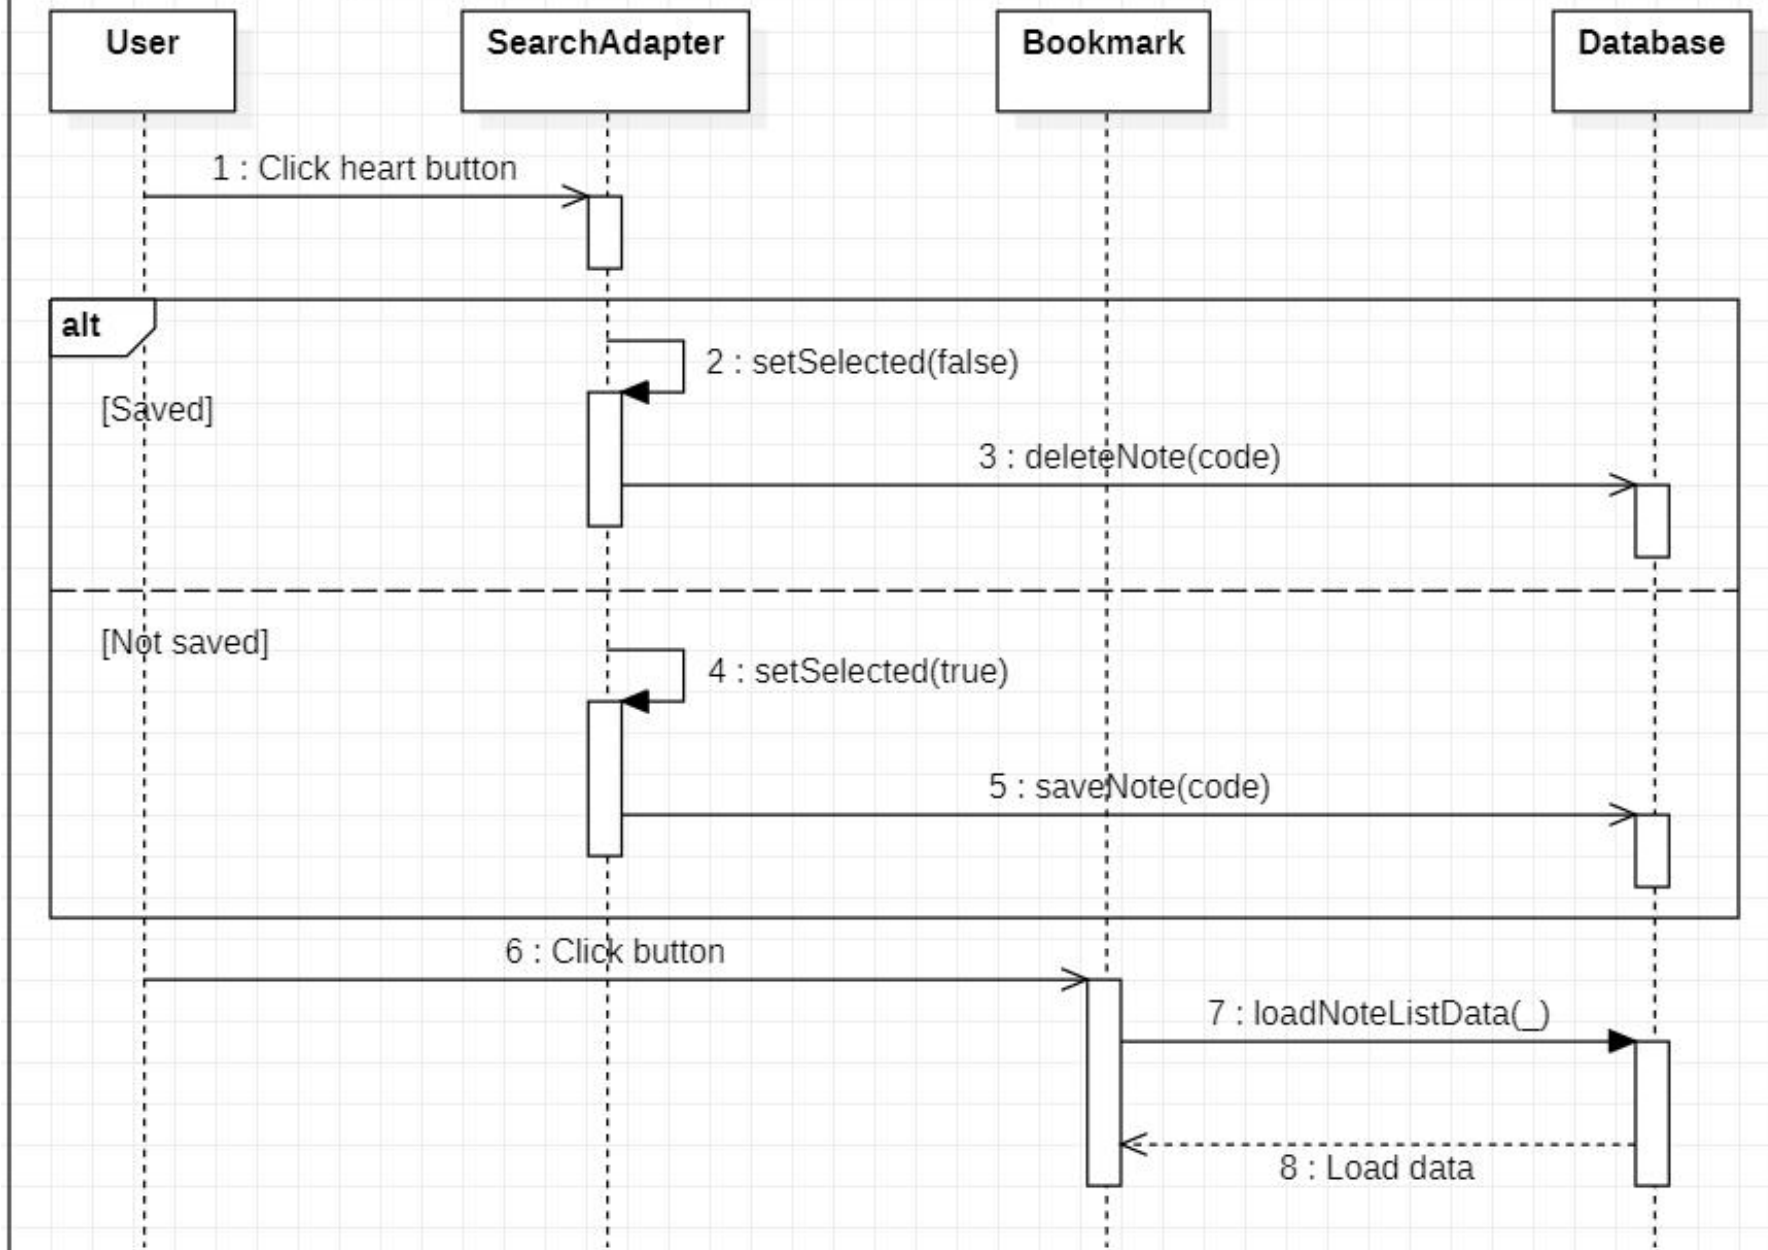 User
SearchAdapter
Bookmark
Database
1 : Click heart button
alt
2 : setSelected(false)
[Saved]
3 : deleteNote(code)
[Not saved]
4 : setSelected(true)
5 : saveNote(code)
6 : Click button
7 : loadNoteListData(_)
8 : Load data